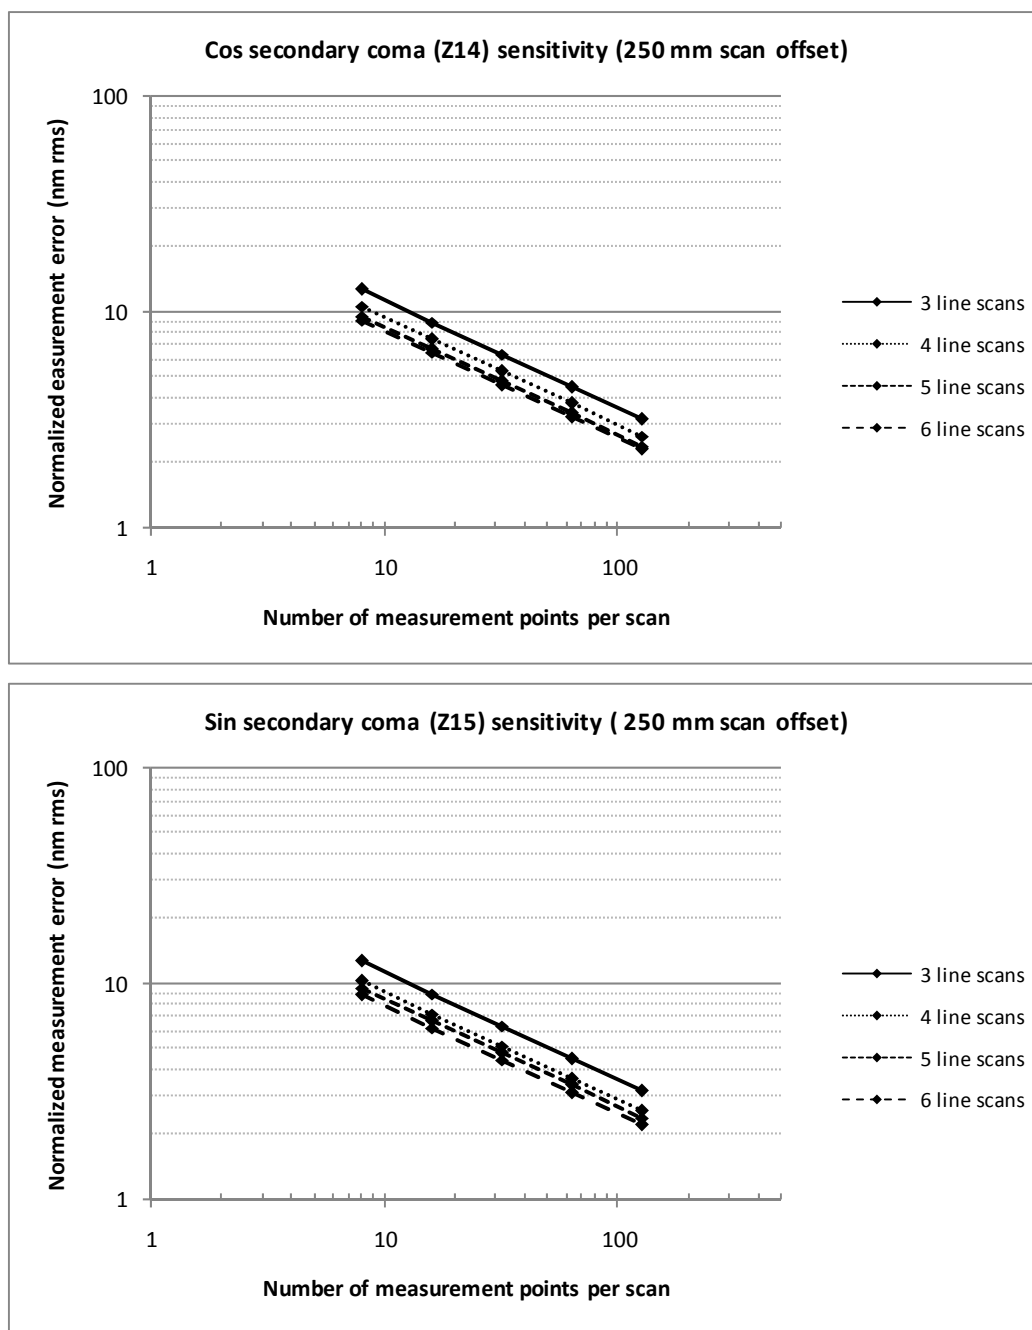 Cos secondary coma (Z14) sensitivity (250 mm scan offset)
Normalized easurement error (nm rms)
100
10
1
1
10
100
Number of measurement points per scan
3 line scans
4 line scans
5 line scans
6 line scans
Sin secondary coma (Z15) sensitivity ( 250 mm scan offset)
Normalized measurement error (nm rms)
100
10
1
1
10
100
Number of measurement points per scan
3 line scans
4 line scans
5 line scans
6 line scans